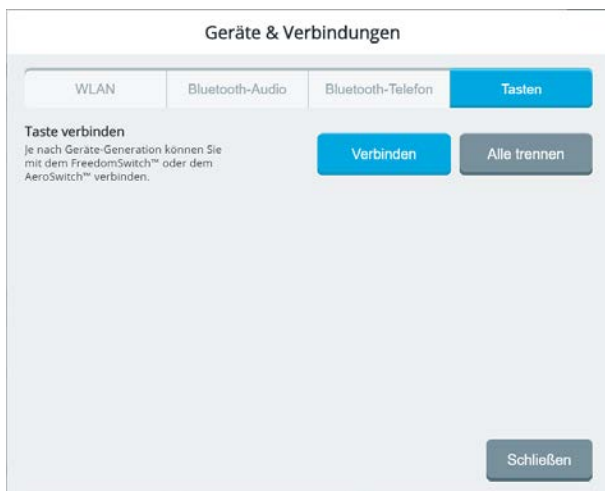 Geräte & Verbindungen
WLAN
Bluetooth-Audio
Bluetooth-Telefon
Tasten
Taste verbinden
Je nach Geräte-Generation können Sie
mit dem FreedomSwitch™ oder dem
AeroSwitch™ verbinden.
Verbinden
Alle trennen
Schließen